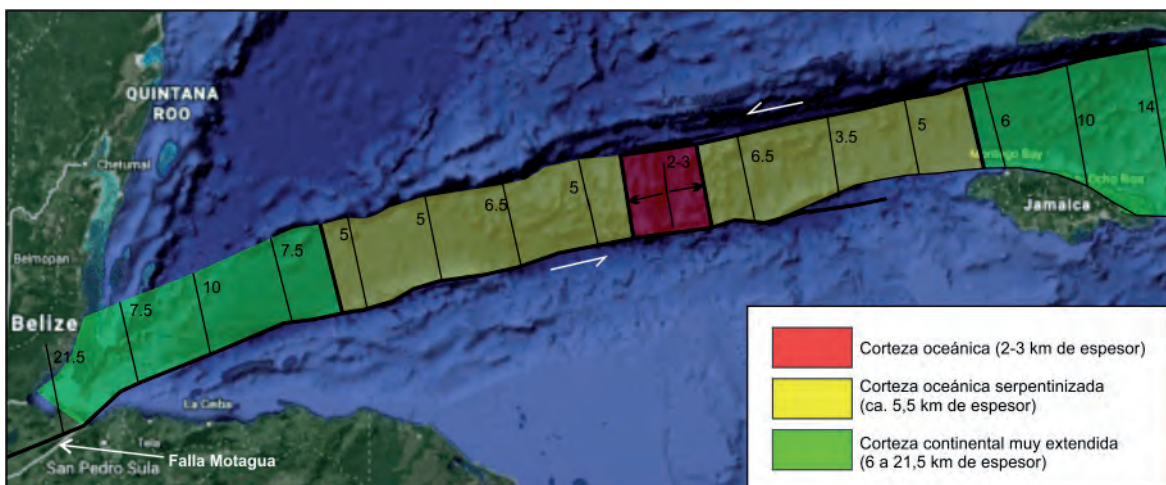 QUINTANA
ROO
Chetumal
Belmopan
Belize
21.5
7.5
10
7.5
5
5
6.5
5
2-3
6.5
3.5
5
6
10
14
Montego Bay
Ocho Rios
Jamaica
La Ceiba
Tela
San Pedro Sula
Falla Motagua
Corteza oceánica (2-3 km de espesor)
Corteza oceánica serpentinizada
(ca. 5,5 km de espesor)
Corteza continental muy extendida
(6 a 21,5 km de espesor)